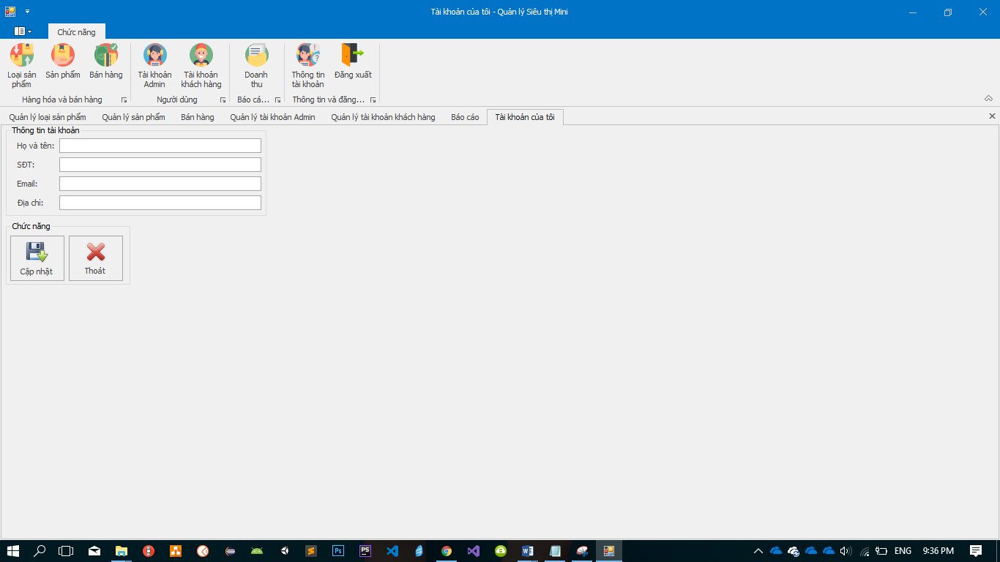 Tài khoản của tôi - Quản lý Siêu thị Mini
Chức năng
Loại sản phẩm
Sản phẩm
Bán hàng
Tài khoản Admin
Tài khoản khách hàng
Doanh thu
Thông tin tài khoản
Đăng xuất
Hàng hóa và bán hàng
Người dùng
Báo cá...
Thông tin và đăng...
Quản lý loại sản phẩm
Quản lý sản phẩm
Bán hàng
Quản lý tài khoản Admin
Quản lý tài khoản khách hàng
Báo cáo
Tài khoản của tôi
Thông tin tài khoản
Họ và tên:
SĐT:
Email:
Địa chỉ:
Chức năng
Cập nhật
Thoát
Ps
PS
W
ENG
9:36 PM